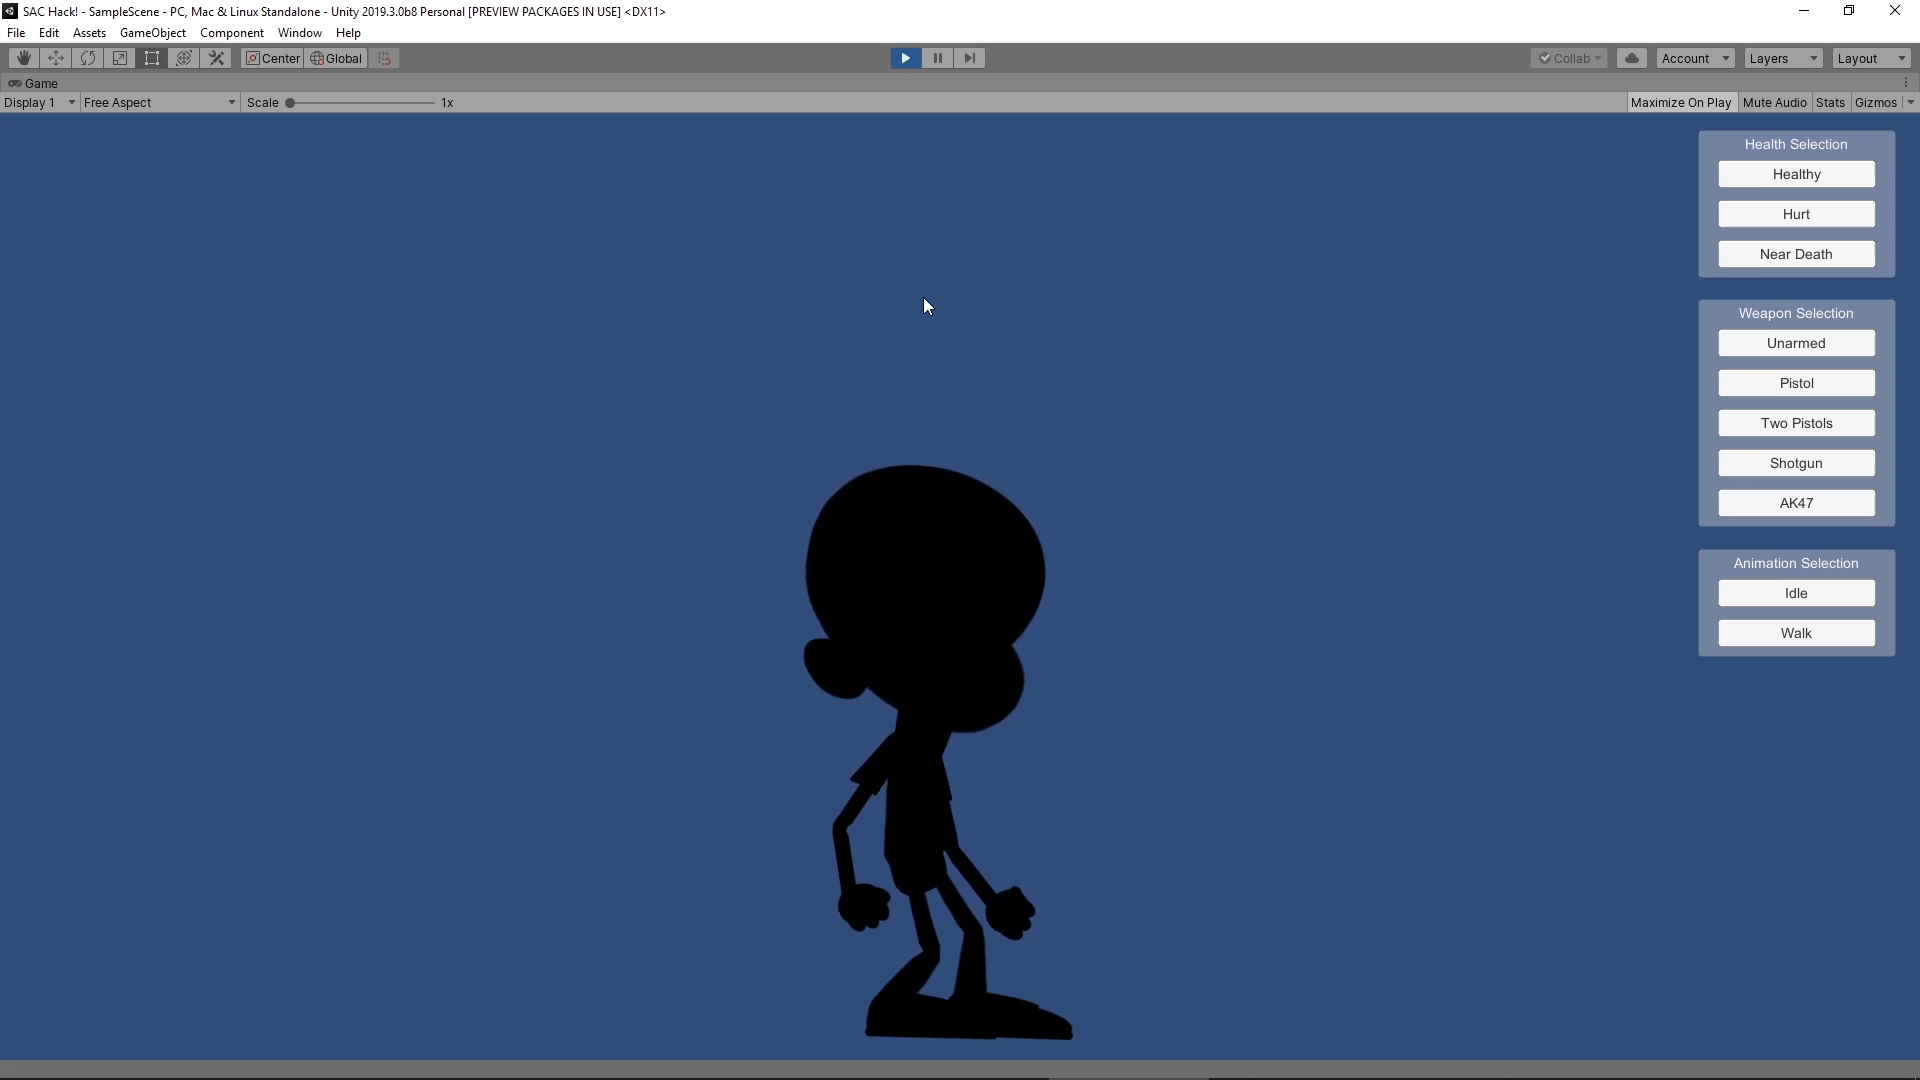 SAC Hack! - SampleScene - PC, Mac & Linux Standalone - Unity 2019.3.0b8 Personal [PREVIEW PACKAGES IN USE] <DX11>
File Edit Assets GameObject Component Window Help
Center Global Collab Account Layers Layout
Game
Display 1 Free Aspect Scale 1x Maximize On Play Mute Audio Stats Gizmos
Health Selection
Healthy
Hurt
Near Death
Weapon Selection
Unarmed
Pistol
Two Pistols
Shotgun
AK47
Animation Selection
Idle
Walk